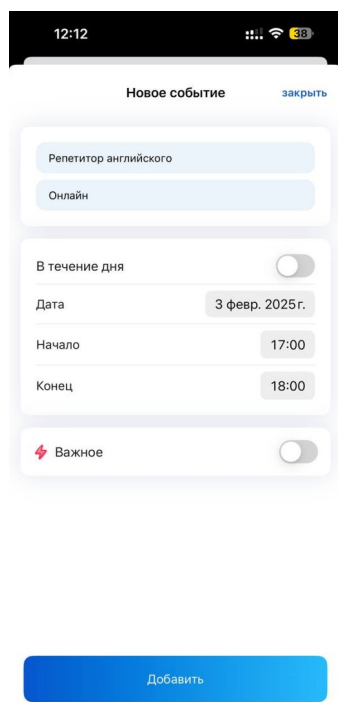 12:12
38
Новое событие
закрыть
Репетитор английского
Онлайн
В течение дня
Дата
3 февр. 2025 г.
Начало
17:00
Конец
18:00
Важное
Добавить